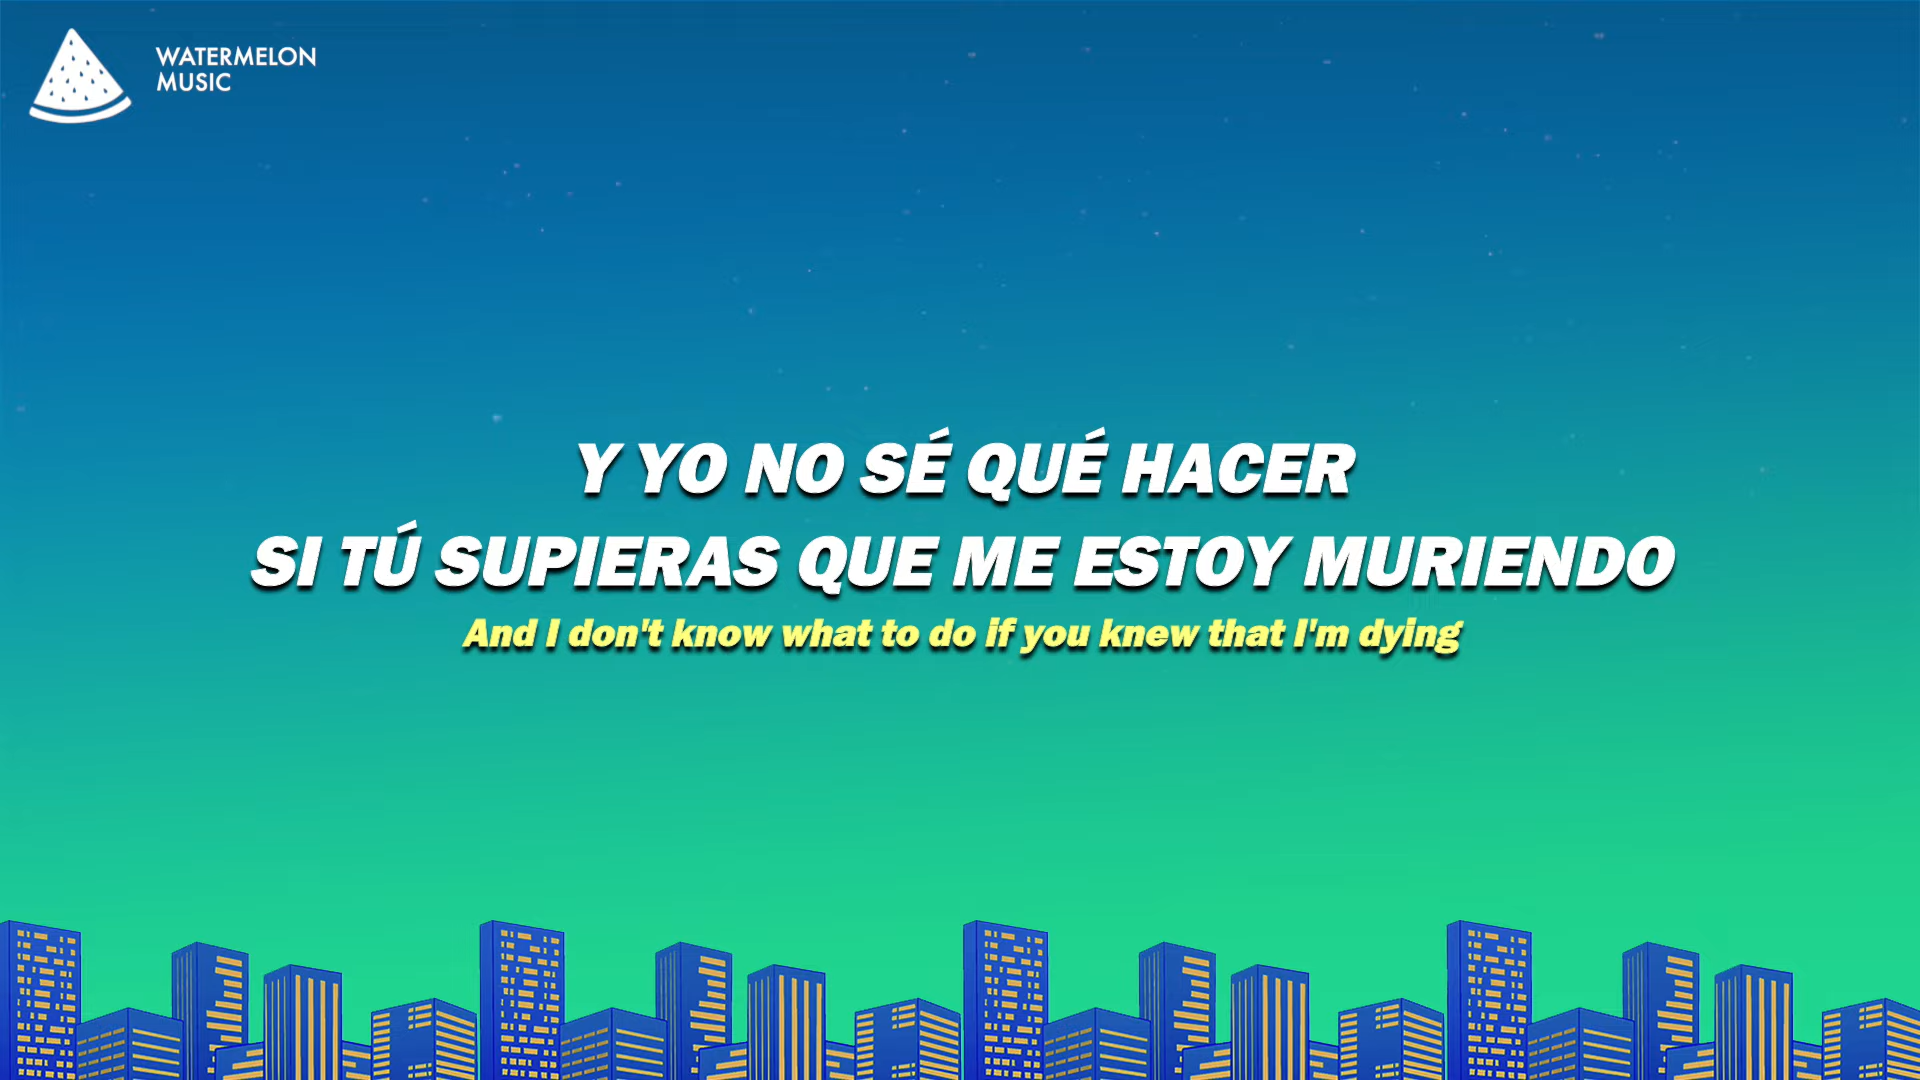 WATERMELON
MUSIC
Y YO NO SÉ QUÉ HACER
SI TÚ SUPIERAS QUE ME ESTOY MURIENDO
And I don't know what to do if you knew that I'm dying